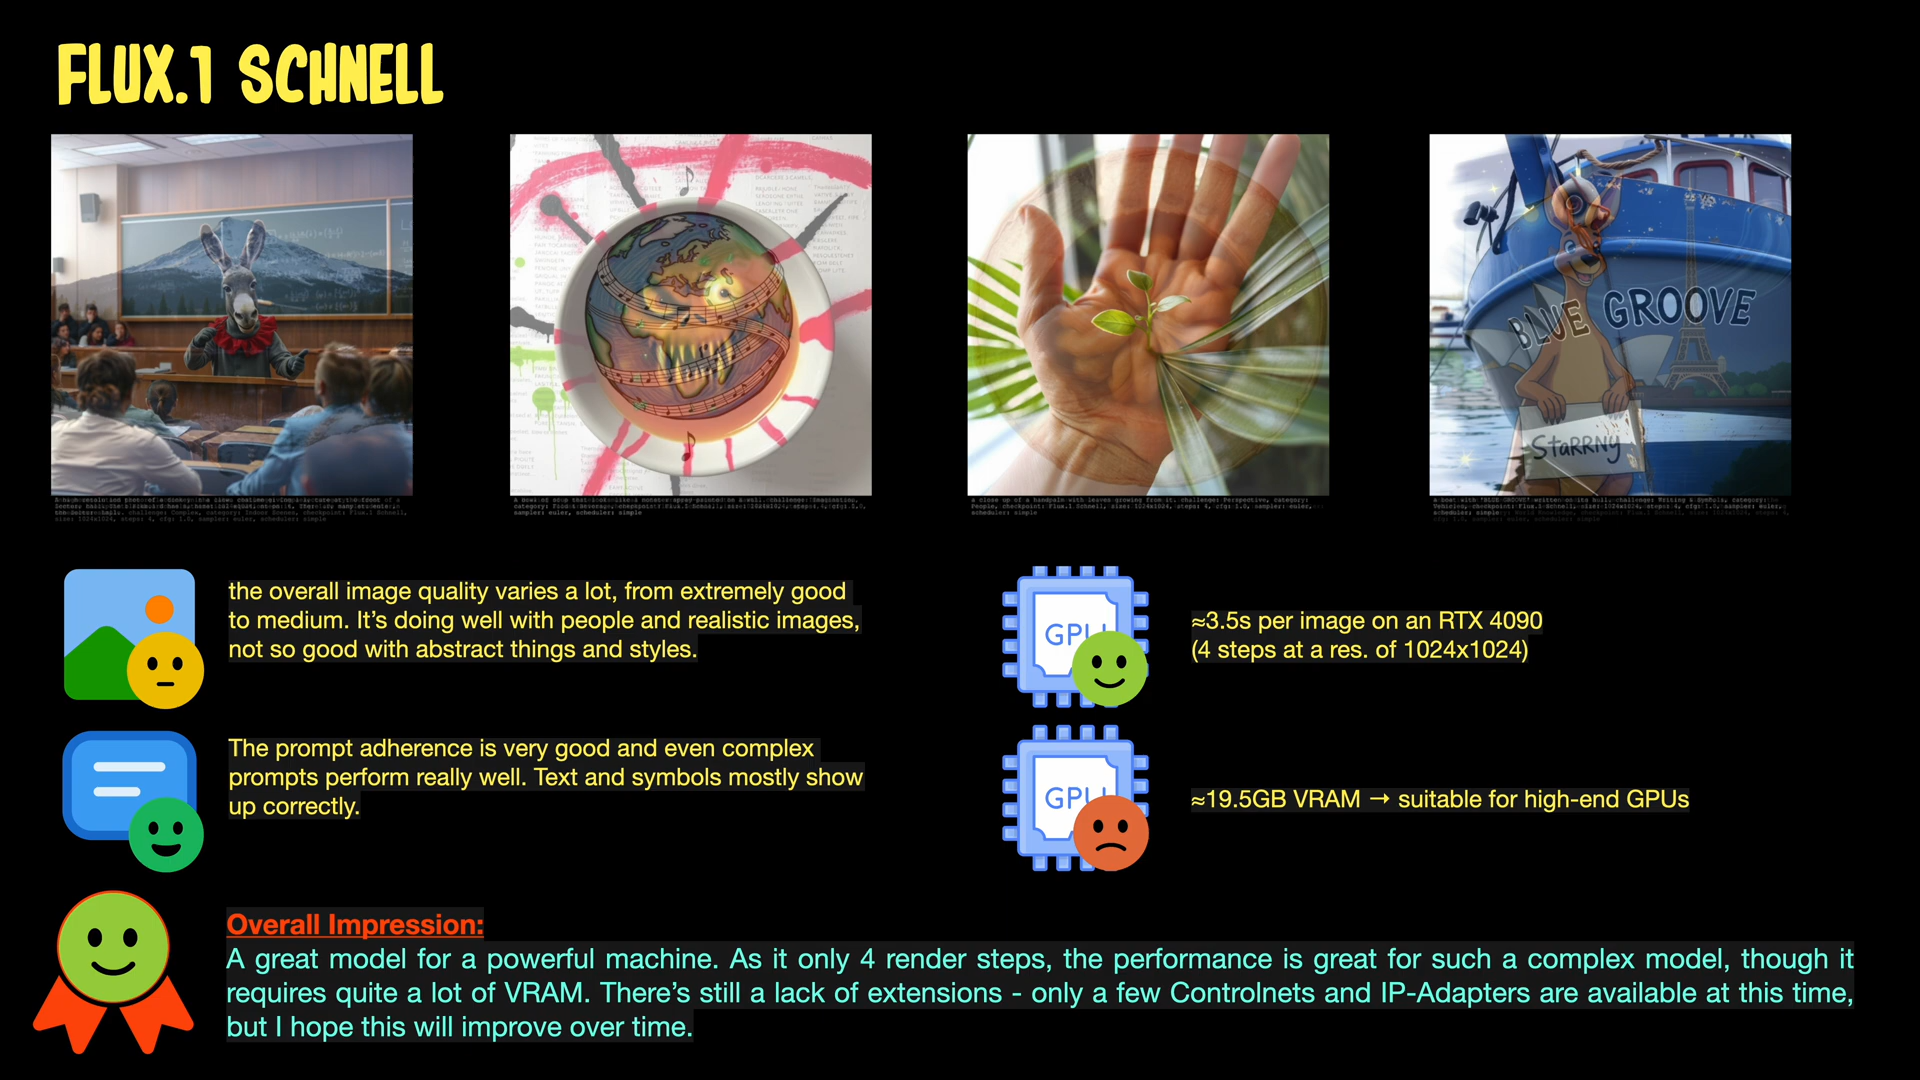 FLUX.1 SCHNELL
BLUE GROOVE
StaRRNy
the overall image quality varies a lot, from extremely good
to medium. It's doing well with people and realistic images,
not so good with abstract things and styles.
GPU
≈3.5s per image on an RTX 4090
(4 steps at a res. of 1024x1024)
The prompt adherence is very good and even complex
prompts perform really well. Text and symbols mostly show
up correctly.
GPU
≈19.5GB VRAM → suitable for high-end GPUs
Overall Impression:
A great model for a powerful machine. As it only 4 render steps, the performance is great for such a complex model, though it
requires quite a lot of VRAM. There's still a lack of extensions - only a few Controlnets and IP-Adapters are available at this time,
but I hope this will improve over time.